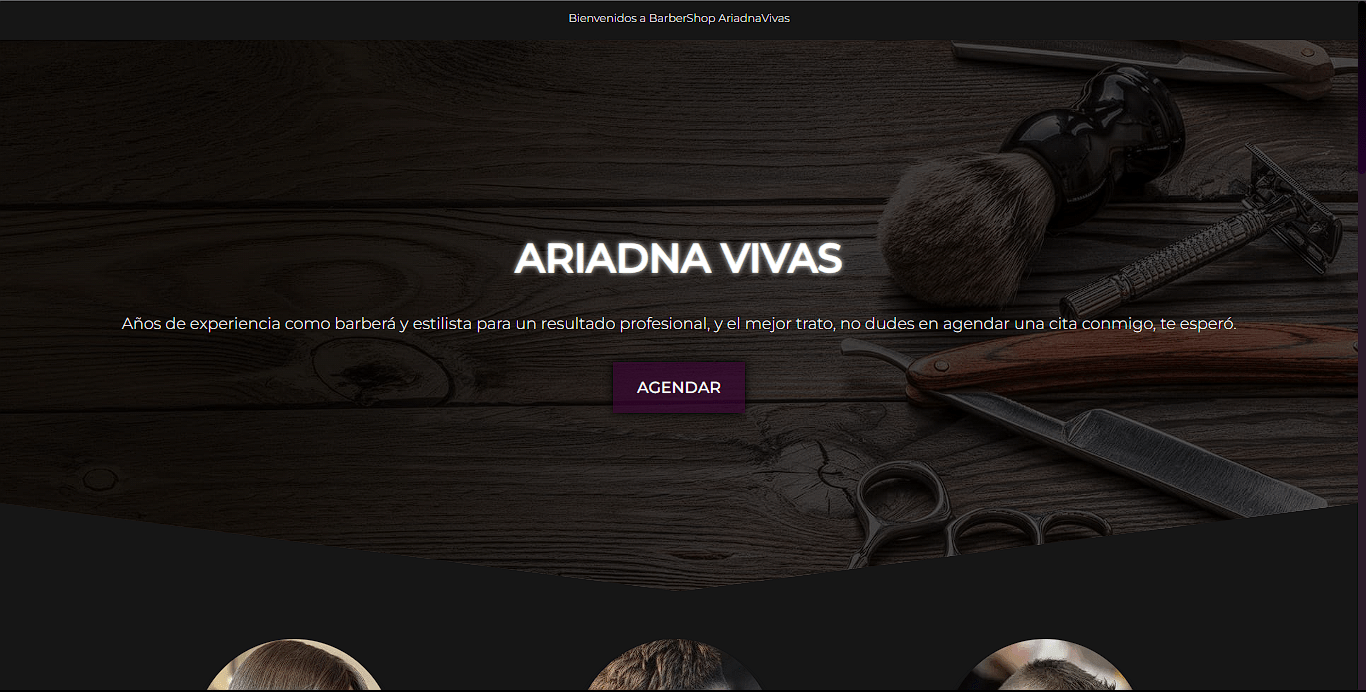 Bienvenidos a BarberShop AriadnaVivas
ARIADNA VIVAS
Años de experiencia como barberá y estilista para un resultado profesional, y el mejor trato, no dudes en agendar una cita conmigo, te esperó.
AGENDAR